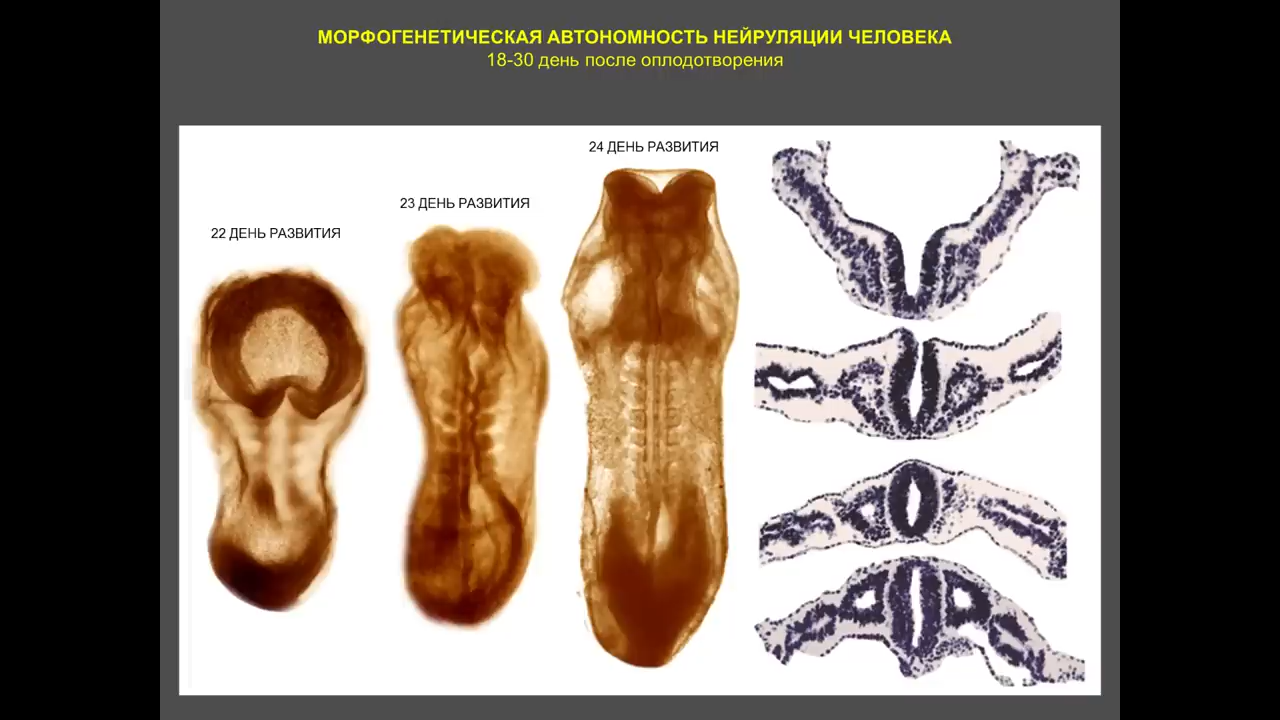 МОРФОГЕНЕТИЧЕСКАЯ АВТОНОМНОСТЬ НЕЙРУЛЯЦИИ ЧЕЛОВЕКА
18-30 день после оплодотворения
24 ДЕНЬ РАЗВИТИЯ
23 ДЕНЬ РАЗВИТИЯ
22 ДЕНЬ РАЗВИТИЯ